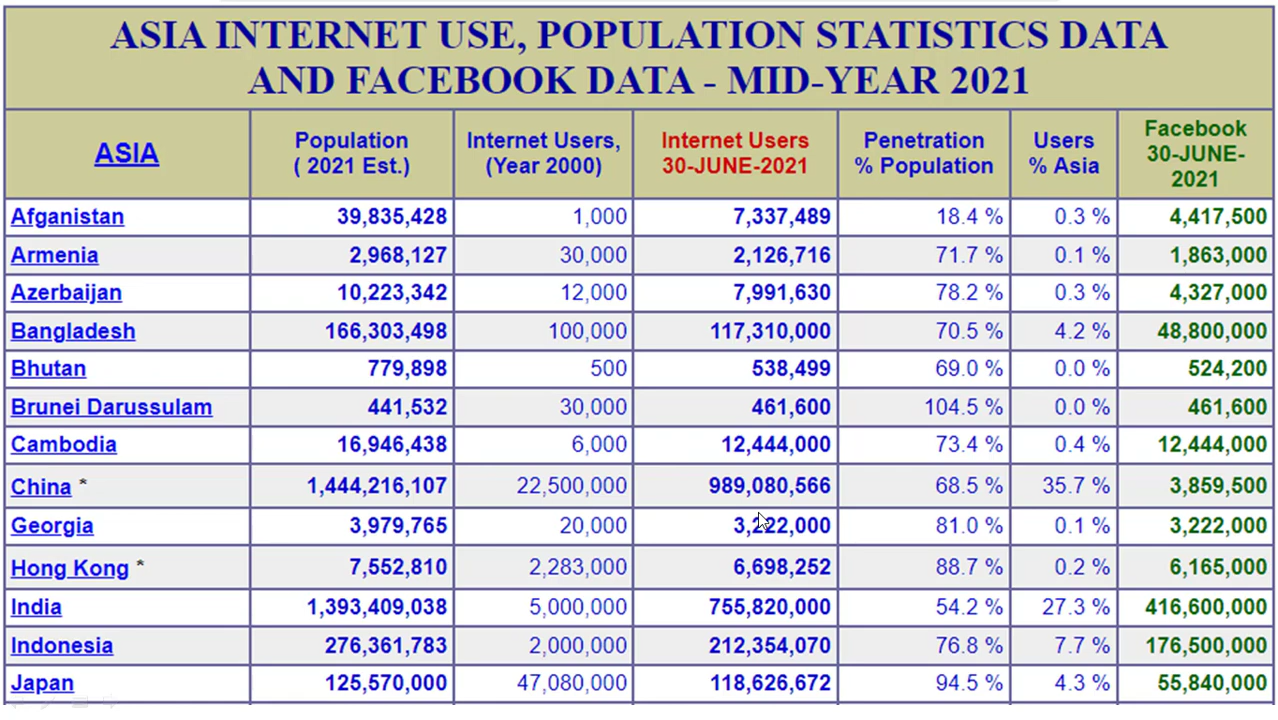 ASIA INTERNET USE, POPULATION STATISTICS DATA
AND FACEBOOK DATA - MID-YEAR 2021
ASIA Population ( 2021 Est.) Internet Users, (Year 2000) Internet Users 30-JUNE-2021 Penetration % Population Users % Asia Facebook 30-JUNE-2021
Afganistan 39,835,428 1,000 7,337,489 18.4 % 0.3 % 4,417,500
Armenia 2,968,127 30,000 2,126,716 71.7 % 0.1 % 1,863,000
Azerbaijan 10,223,342 12,000 7,991,630 78.2 % 0.3 % 4,327,000
Bangladesh 166,303,498 100,000 117,310,000 70.5 % 4.2 % 48,800,000
Bhutan 779,898 500 538,499 69.0 % 0.0 % 524,200
Brunei Darussulam 441,532 30,000 461,600 104.5 % 0.0 % 461,600
Cambodia 16,946,438 6,000 12,444,000 73.4 % 0.4 % 12,444,000
China * 1,444,216,107 22,500,000 989,080,566 68.5 % 35.7 % 3,859,500
Georgia 3,979,765 20,000 3,222,000 81.0 % 0.1 % 3,222,000
Hong Kong * 7,552,810 2,283,000 6,698,252 88.7 % 0.2 % 6,165,000
India 1,393,409,038 5,000,000 755,820,000 54.2 % 27.3 % 416,600,000
Indonesia 276,361,783 2,000,000 212,354,070 76.8 % 7.7 % 176,500,000
Japan 125,570,000 47,080,000 118,626,672 94.5 % 4.3 % 55,840,000